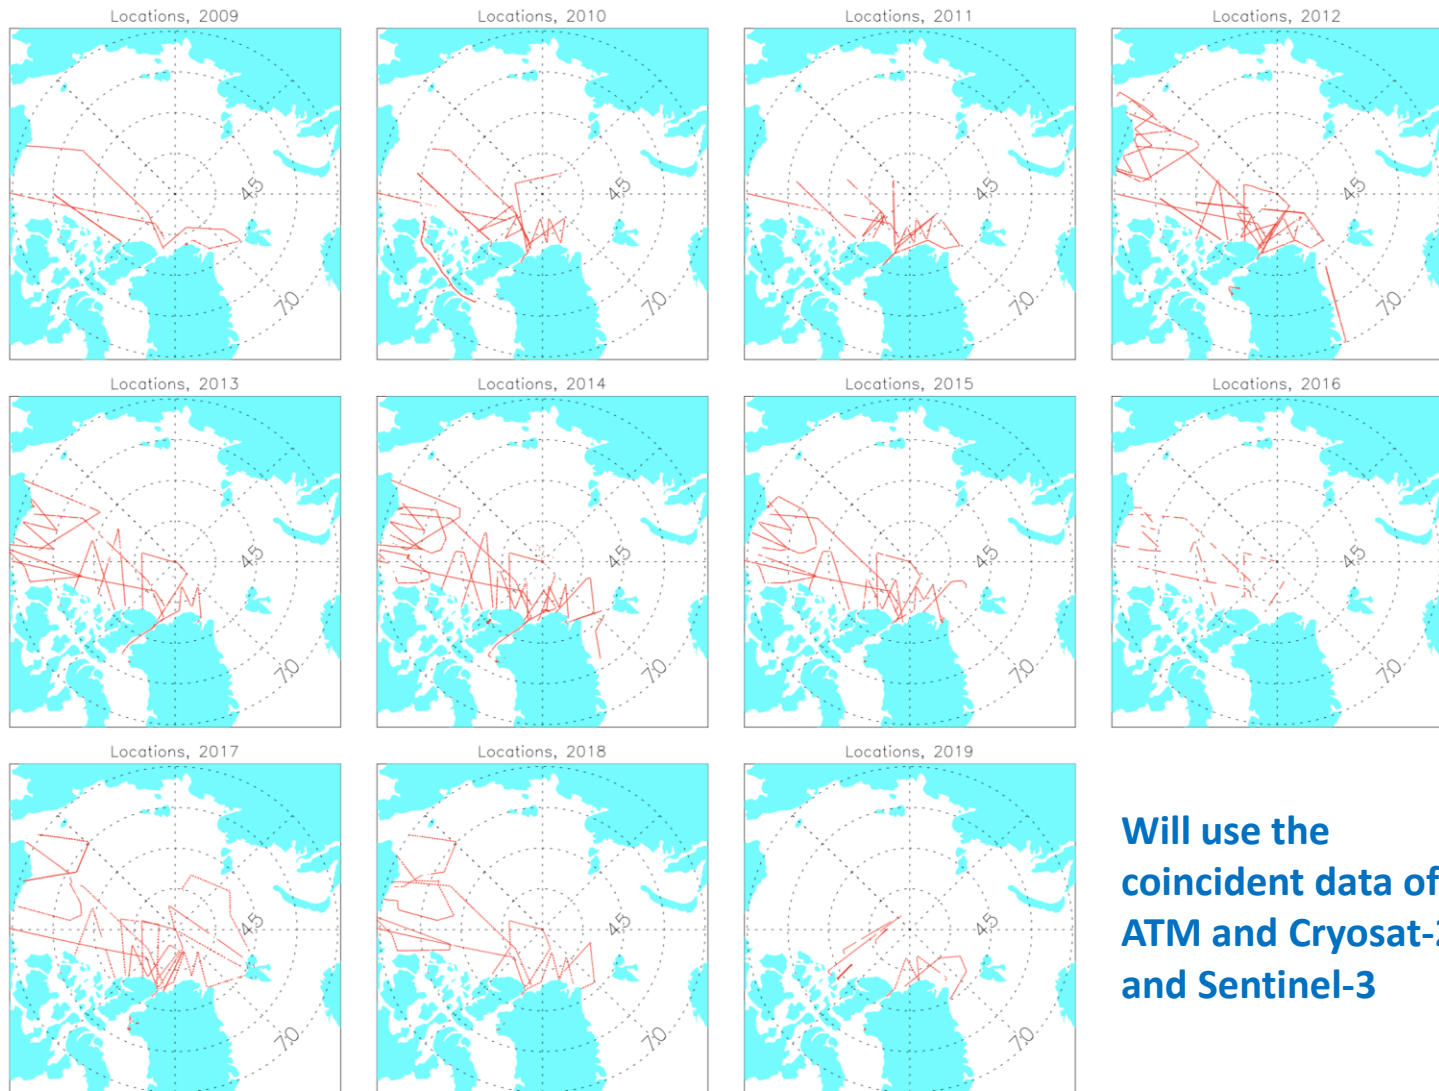 Locations, 2009
Locations, 2010
Locations, 2011
Locations, 2012
45
70
45
70
45
70
45
70
Locations, 2013
Locations, 2014
Locations, 2015
Locations, 2016
45
70
45
70
45
70
45
70
Locations, 2017
Locations, 2018
Locations, 2019
45
70
45
70
45
70
Will use the
coincident data of
ATM and Cryosat-2
and Sentinel-3